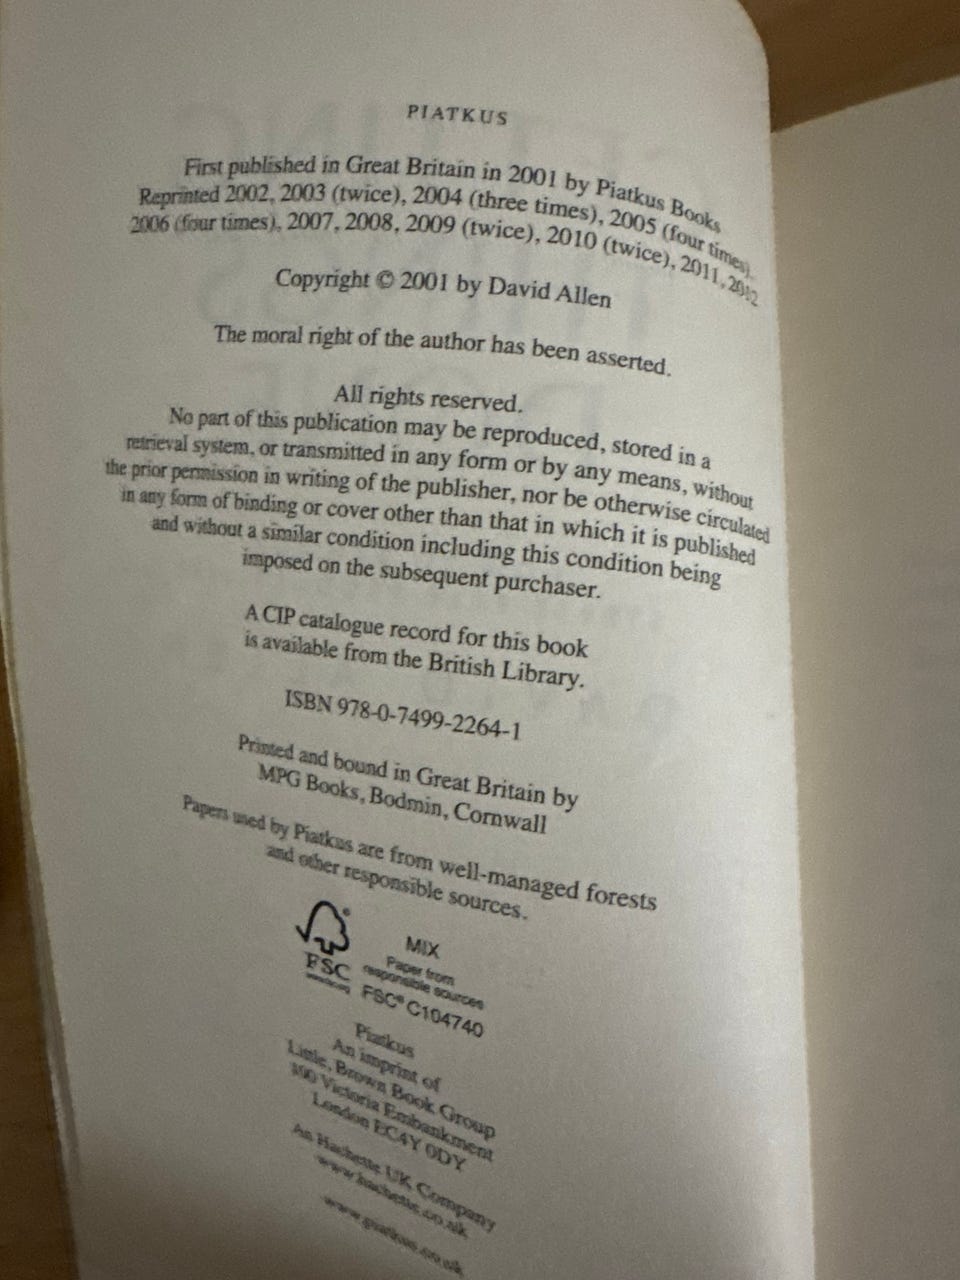 PIATKUS
First published in Great Britain in 2001 by Piatkus Books
Reprinted 2002, 2003 (twice), 2004 (three times), 2005 (four times),
2006 (four times), 2007, 2008, 2009 (twice), 2010 (twice), 2011, 2012
Copyright © 2001 by David Allen
The moral right of the author has been asserted.
All rights reserved.
No part of this publication may be reproduced, stored in a
retrieval system, or transmitted in any form or by any means, without
the prior permission in writing of the publisher, nor be otherwise circulated
in any form of binding or cover other than that in which it is published
and without a similar condition including this condition being
imposed on the subsequent purchaser.
A CIP catalogue record for this book
is available from the British Library.
ISBN 978-0-7499-2264-1
Printed and bound in Great Britain by
MPG Books, Bodmin, Cornwall
Papers used by Piatkus are from well-managed forests
and other responsible sources.
FSC
MIX
Paper from
responsible sources
FSC® C104740
Piatkus
An imprint of
Little, Brown Book Group
100 Victoria Embankment
London EC4Y 0DY
An Hachette UK Company
www.hachette.co.uk
www.piatkus.co.uk